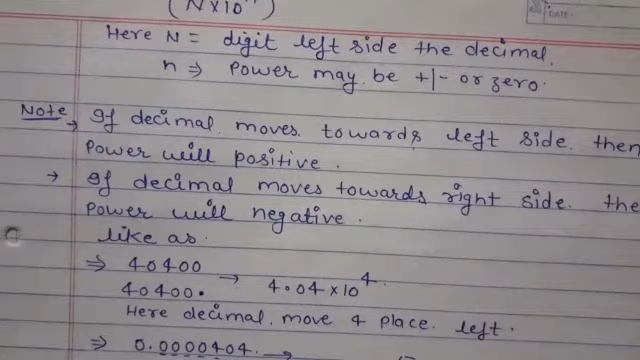 (N×10ⁿ)
DATE:
Here N = digit left side the decimal.
n ⇒ Power may be +/- or zero.
Note → If decimal moves towards left side. then
Power will positive.
→ If decimal moves towards right side. the
Power will negative.
like as.
⇒ 40400 → 4.04×10⁴
40400.
Here decimal move 4 place left.
⇒ 0.0000404. →